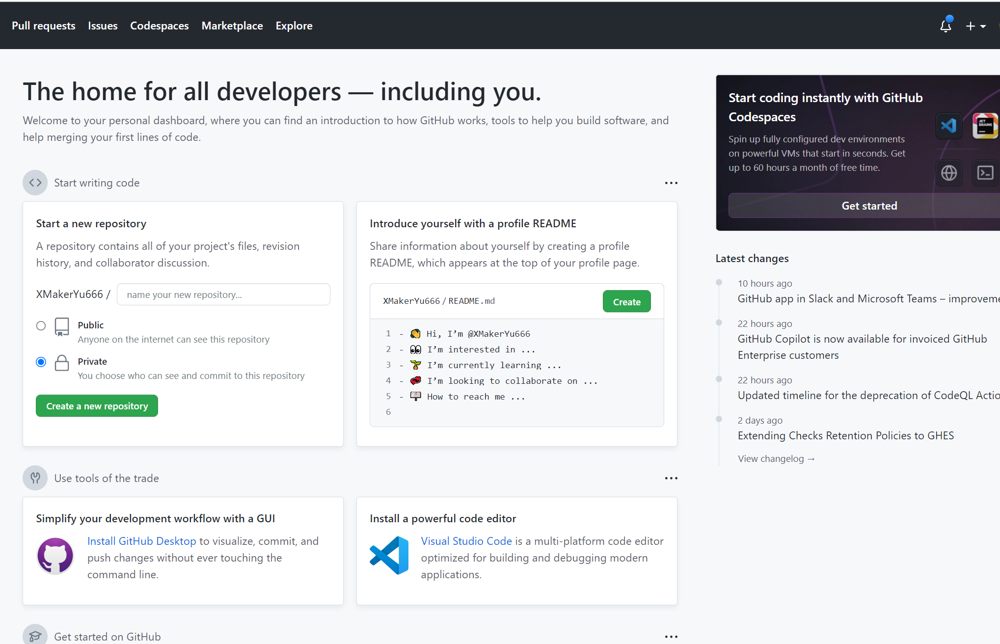 Pull requests Issues Codespaces Marketplace Explore
The home for all developers — including you.
Welcome to your personal dashboard, where you can find an introduction to how GitHub works, tools to help you build software, and
help merging your first lines of code.
Start writing code
Start a new repository
A repository contains all of your project's files, revision
history, and collaborator discussion.
XMakerYu666 / name your new repository...
Public
Anyone on the internet can see this repository
Private
You choose who can see and commit to this repository
Create a new repository
Introduce yourself with a profile README
Share information about yourself by creating a profile
README, which appears at the top of your profile page.
XMakerYu666 / README.md Create
1 - 👋 Hi, I’m @XMakerYu666
2 - 👀 I’m interested in ...
3 - 🌱 I’m currently learning ...
4 - 💞️ I’m looking to collaborate on ...
5 - 📫 How to reach me ...
6
Use tools of the trade
Simplify your development workflow with a GUI
Install GitHub Desktop to visualize, commit, and
push changes without ever touching the
command line.
Install a powerful code editor
Visual Studio Code is a multi-platform code editor
optimized for building and debugging modern
applications.
Get started on GitHub
Start coding instantly with GitHub
Codespaces
Spin up fully configured dev environments
on powerful VMs that start in seconds. Get
up to 60 hours a month of free time.
JET
BRAINS
Get started
Latest changes
10 hours ago
GitHub app in Slack and Microsoft Teams – improveme
22 hours ago
GitHub Copilot is now available for invoiced GitHub
Enterprise customers
22 hours ago
Updated timeline for the deprecation of CodeQL Actio
2 days ago
Extending Checks Retention Policies to GHES
View changelog →